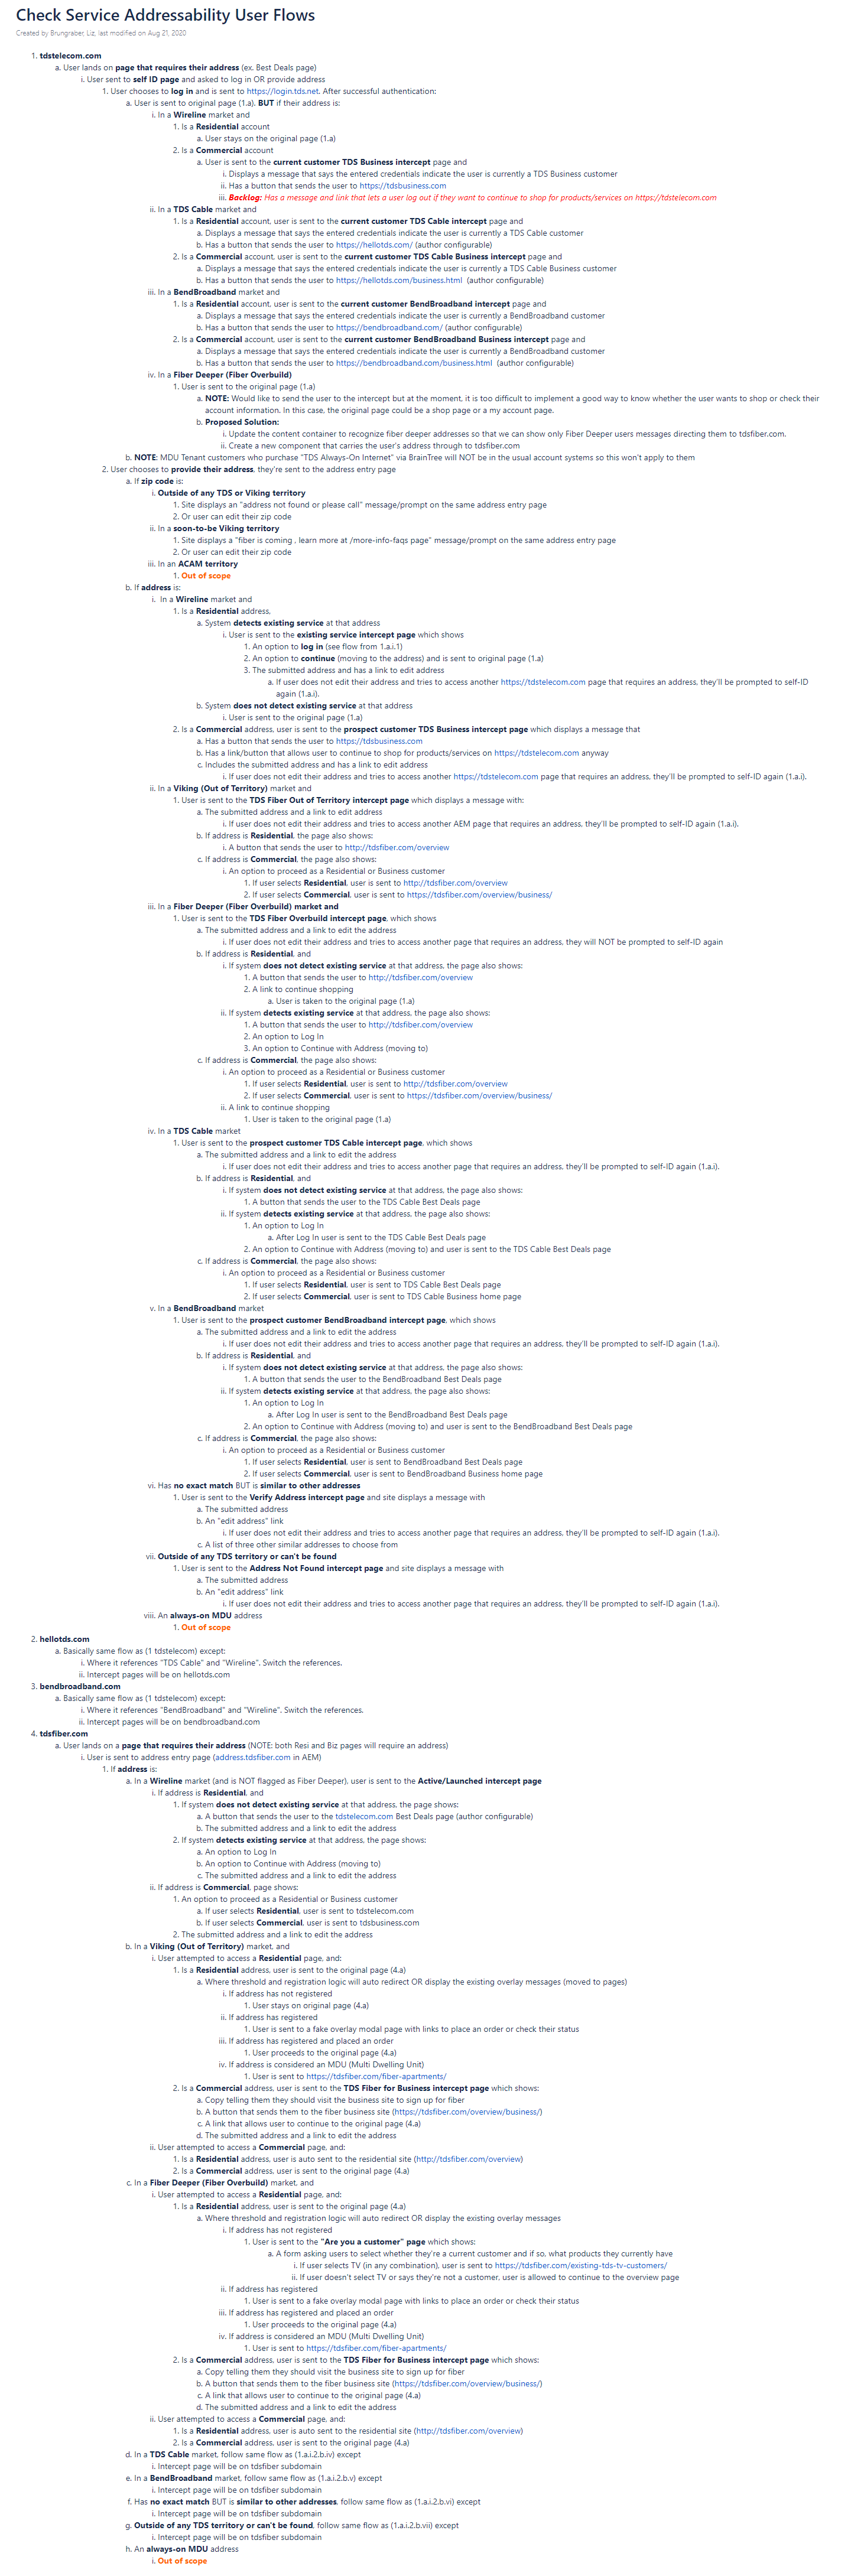 Check Service Addressability User Flows
Created by Brungraber, Liz, last modified on Aug 21, 2020
1. tdstelecom.com
a. User lands on page that requires their address (ex. Best Deals page)
i. User sent to self ID page and asked to log in OR provide address
1. User chooses to log in and is sent to https://login.tds.net. After successful authentication:
a. User is sent to original page (1.a), BUT if their address is:
i. In a Wireline market and
1. Is a Residential account
a. User stays on the original page (1.a)
2. Is a Commercial account
a. User is sent to the current customer TDS Business intercept page and
i. Displays a message that says the entered credentials indicate the user is currently a TDS Business customer
ii. Has a button that sends the user to https://tdsbusiness.com
iii. Backlog: Has a message and link that lets a user log out if they want to continue to shop for products/services on https://tdstelecom.com
ii. In a TDS Cable market and
1. Is a Residential account, user is sent to the current customer TDS Cable intercept page and
a. Displays a message that says the entered credentials indicate the user is currently a TDS Cable customer
b. Has a button that sends the user to https://hellotds.com/ (author configurable)
2. Is a Commercial account, user is sent to the current customer TDS Cable Business intercept page and
a. Displays a message that says the entered credentials indicate the user is currently a TDS Cable Business customer
b. Has a button that sends the user to https://hellotds.com/business.html (author configurable)
iii. In a BendBroadband market and
1. Is a Residential account, user is sent to the current customer BendBroadband intercept page and
a. Displays a message that says the entered credentials indicate the user is currently a BendBroadband customer
b. Has a button that sends the user to https://bendbroadband.com/ (author configurable)
2. Is a Commercial account, user is sent to the current customer BendBroadband Business intercept page and
a. Displays a message that says the entered credentials indicate the user is currently a BendBroadband customer
b. Has a button that sends the user to https://bendbroadband.com/business.html (author configurable)
iv. In a Fiber Deeper (Fiber Overbuild)
1. User is sent to the original page (1.a)
a. NOTE: Would like to send the user to the intercept but at the moment, it is too difficult to implement a good way to know whether the user wants to shop or check their
account information. In this case, the original page could be a shop page or a my account page.
b. Proposed Solution:
i. Update the content container to recognize fiber deeper addresses so that we can show only Fiber Deeper users messages directing them to tdsfiber.com.
ii. Create a new component that carries the user's address through to tdsfiber.com
b. NOTE: MDU Tenant customers who purchase "TDS Always-On Internet" via BrainTree will NOT be in the usual account systems so this won't apply to them
2. User chooses to provide their address, they're sent to the address entry page
a. If zip code is:
i. Outside of any TDS or Viking territory
1. Site displays an "address not found or please call" message/prompt on the same address entry page
2. Or user can edit their zip code
ii. In a soon-to-be Viking territory
1. Site displays a "fiber is coming , learn more at /more-info-faqs page" message/prompt on the same address entry page
2. Or user can edit their zip code
iii. In an ACAM territory
1. Out of scope
b. If address is:
i. In a Wireline market and
1. Is a Residential address,
a. System detects existing service at that address
i. User is sent to the existing service intercept page which shows
1. An option to log in (see flow from 1.a.i.1)
2. An option to continue (moving to the address) and is sent to original page (1.a)
3. The submitted address and has a link to edit address
a. If user does not edit their address and tries to access another https://tdstelecom.com page that requires an address, they'll be prompted to self-ID
again (1.a.i).
b. System does not detect existing service at that address
i. User is sent to the original page (1.a)
2. Is a Commercial address, user is sent to the prospect customer TDS Business intercept page which displays a message that
a. Has a button that sends the user to https://tdsbusiness.com
b. Has a link/button that allows user to continue to shop for products/services on https://tdstelecom.com anyway
c. Includes the submitted address and has a link to edit address
i. If user does not edit their address and tries to access another https://tdstelecom.com page that requires an address, they'll be prompted to self-ID again (1.a.i).
ii. In a Viking (Out of Territory) market and
1. User is sent to the TDS Fiber Out of Territory intercept page which displays a message with:
a. The submitted address and a link to edit address
i. If user does not edit their address and tries to access another AEM page that requires an address, they'll be prompted to self-ID again (1.a.i).
b. If address is Residential, the page also shows:
i. A button that sends the user to http://tdsfiber.com/overview
c. If address is Commercial, the page also shows:
i. An option to proceed as a Residential or Business customer
1. If user selects Residential, user is sent to http://tdsfiber.com/overview
2. If user selects Commercial, user is sent to https://tdsfiber.com/overview/business/
iii. In a Fiber Deeper (Fiber Overbuild) market and
1. User is sent to the TDS Fiber Overbuild intercept page, which shows
a. The submitted address and a link to edit the address
i. If user does not edit their address and tries to access another page that requires an address, they will NOT be prompted to self-ID again
b. If address is Residential, and
i. If system does not detect existing service at that address, the page also shows:
1. A button that sends the user to http://tdsfiber.com/overview
2. A link to continue shopping
a. User is taken to the original page (1.a)
ii. If system detects existing service at that address, the page also shows:
1. A button that sends the user to http://tdsfiber.com/overview
2. An option to Log In
3. An option to Continue with Address (moving to)
c. If address is Commercial, the page also shows:
i. An option to proceed as a Residential or Business customer
1. If user selects Residential, user is sent to http://tdsfiber.com/overview
2. If user selects Commercial, user is sent to https://tdsfiber.com/overview/business/
ii. A link to continue shopping
1. User is taken to the original page (1.a)
iv. In a TDS Cable market
1. User is sent to the prospect customer TDS Cable intercept page, which shows
a. The submitted address and a link to edit the address
i. If user does not edit their address and tries to access another page that requires an address, they'll be prompted to self-ID again (1.a.i).
b. If address is Residential, and
i. If system does not detect existing service at that address, the page also shows:
1. A button that sends the user to the TDS Cable Best Deals page
ii. If system detects existing service at that address, the page also shows:
1. An option to Log In
a. After Log In user is sent to the TDS Cable Best Deals page
2. An option to Continue with Address (moving to) and user is sent to the TDS Cable Best Deals page
c. If address is Commercial, the page also shows:
i. An option to proceed as a Residential or Business customer
1. If user selects Residential, user is sent to TDS Cable Best Deals page
2. If user selects Commercial, user is sent to TDS Cable Business home page
v. In a BendBroadband market
1. User is sent to the prospect customer BendBroadband intercept page, which shows
a. The submitted address and a link to edit the address
i. If user does not edit their address and tries to access another page that requires an address, they'll be prompted to self-ID again (1.a.i).
b. If address is Residential, and
i. If system does not detect existing service at that address, the page also shows:
1. A button that sends the user to the BendBroadband Best Deals page
ii. If system detects existing service at that address, the page also shows:
1. An option to Log In
a. After Log In user is sent to the BendBroadband Best Deals page
2. An option to Continue with Address (moving to) and user is sent to the BendBroadband Best Deals page
c. If address is Commercial, the page also shows:
i. An option to proceed as a Residential or Business customer
1. If user selects Residential, user is sent to BendBroadband Best Deals page
2. If user selects Commercial, user is sent to BendBroadband Business home page
vi. Has no exact match BUT is similar to other addresses
1. User is sent to the Verify Address intercept page and site displays a message with
a. The submitted address
b. An "edit address" link
i. If user does not edit their address and tries to access another page that requires an address, they'll be prompted to self-ID again (1.a.i).
c. A list of three other similar addresses to choose from
vii. Outside of any TDS territory or can't be found
1. User is sent to the Address Not Found intercept page and site displays a message with
a. The submitted address
b. An "edit address" link
i. If user does not edit their address and tries to access another page that requires an address, they'll be prompted to self-ID again (1.a.i).
viii. An always-on MDU address
1. Out of scope
2. hellotds.com
a. Basically same flow as (1 tdstelecom) except:
i. Where it references "TDS Cable" and "Wireline". Switch the references.
ii. Intercept pages will be on hellotds.com
3. bendbroadband.com
a. Basically same flow as (1 tdstelecom) except:
i. Where it references "BendBroadband" and "Wireline". Switch the references.
ii. Intercept pages will be on bendbroadband.com
4. tdsfiber.com
a. User lands on a page that requires their address (NOTE: both Resi and Biz pages will require an address)
i. User is sent to address entry page (address.tdsfiber.com in AEM)
1. If address is:
a. In a Wireline market (and is NOT flagged as Fiber Deeper), user is sent to the Active/Launched intercept page
i. If address is Residential, and
1. If system does not detect existing service at that address, the page shows:
a. A button that sends the user to the tdstelecom.com Best Deals page (author configurable)
b. The submitted address and a link to edit the address
2. If system detects existing service at that address, the page shows:
a. An option to Log In
b. An option to Continue with Address (moving to)
c. The submitted address and a link to edit the address
ii. If address is Commercial, page shows:
1. An option to proceed as a Residential or Business customer
a. If user selects Residential, user is sent to tdstelecom.com
b. If user selects Commercial, user is sent to tdsbusiness.com
2. The submitted address and a link to edit the address
b. In a Viking (Out of Territory) market, and
i. User attempted to access a Residential page, and:
1. Is a Residential address, user is sent to the original page (4.a)
a. Where threshold and registration logic will auto redirect OR display the existing overlay messages (moved to pages)
i. If address has not registered
1. User stays on original page (4.a)
ii. If address has registered
1. User is sent to a fake overlay modal page with links to place an order or check their status
iii. If address has registered and placed an order
1. User proceeds to the original page (4.a)
iv. If address is considered an MDU (Multi Dwelling Unit)
1. User is sent to https://tdsfiber.com/fiber-apartments/
2. Is a Commercial address, user is sent to the TDS Fiber for Business intercept page which shows:
a. Copy telling them they should visit the business site to sign up for fiber
b. A button that sends them to the fiber business site (https://tdsfiber.com/overview/business/)
c. A link that allows user to continue to the original page (4.a)
d. The submitted address and a link to edit the address
ii. User attempted to access a Commercial page, and:
1. Is a Residential address, user is auto sent to the residential site (http://tdsfiber.com/overview)
2. Is a Commercial address, user is sent to the original page (4.a)
c. In a Fiber Deeper (Fiber Overbuild) market, and
i. User attempted to access a Residential page, and:
1. Is a Residential address, user is sent to the original page (4.a)
a. Where threshold and registration logic will auto redirect OR display the existing overlay messages
i. If address has not registered
1. User is sent to the "Are you a customer" page which shows:
a. A form asking users to select whether they're a current customer and if so, what products they currently have
i. If user selects TV (in any combination), user is sent to https://tdsfiber.com/existing-tds-tv-customers/
ii. If user doesn't select TV or says they're not a customer, user is allowed to continue to the overview page
ii. If address has registered
1. User is sent to a fake overlay modal page with links to place an order or check their status
iii. If address has registered and placed an order
1. User proceeds to the original page (4.a)
iv. If address is considered an MDU (Multi Dwelling Unit)
1. User is sent to https://tdsfiber.com/fiber-apartments/
2. Is a Commercial address, user is sent to the TDS Fiber for Business intercept page which shows:
a. Copy telling them they should visit the business site to sign up for fiber
b. A button that sends them to the fiber business site (https://tdsfiber.com/overview/business/)
c. A link that allows user to continue to the original page (4.a)
d. The submitted address and a link to edit the address
ii. User attempted to access a Commercial page, and:
1. Is a Residential address, user is auto sent to the residential site (http://tdsfiber.com/overview)
2. Is a Commercial address, user is sent to the original page (4.a)
d. In a TDS Cable market, follow same flow as (1.a.i.2.b.iv) except
i. Intercept page will be on tdsfiber subdomain
e. In a BendBroadband market, follow same flow as (1.a.i.2.b.v) except
i. Intercept page will be on tdsfiber subdomain
f. Has no exact match BUT is similar to other addresses, follow same flow as (1.a.i.2.b.vi) except
i. Intercept page will be on tdsfiber subdomain
g. Outside of any TDS territory or can't be found, follow same flow as (1.a.i.2.b.vii) except
i. Intercept page will be on tdsfiber subdomain
h. An always-on MDU address
i. Out of scope